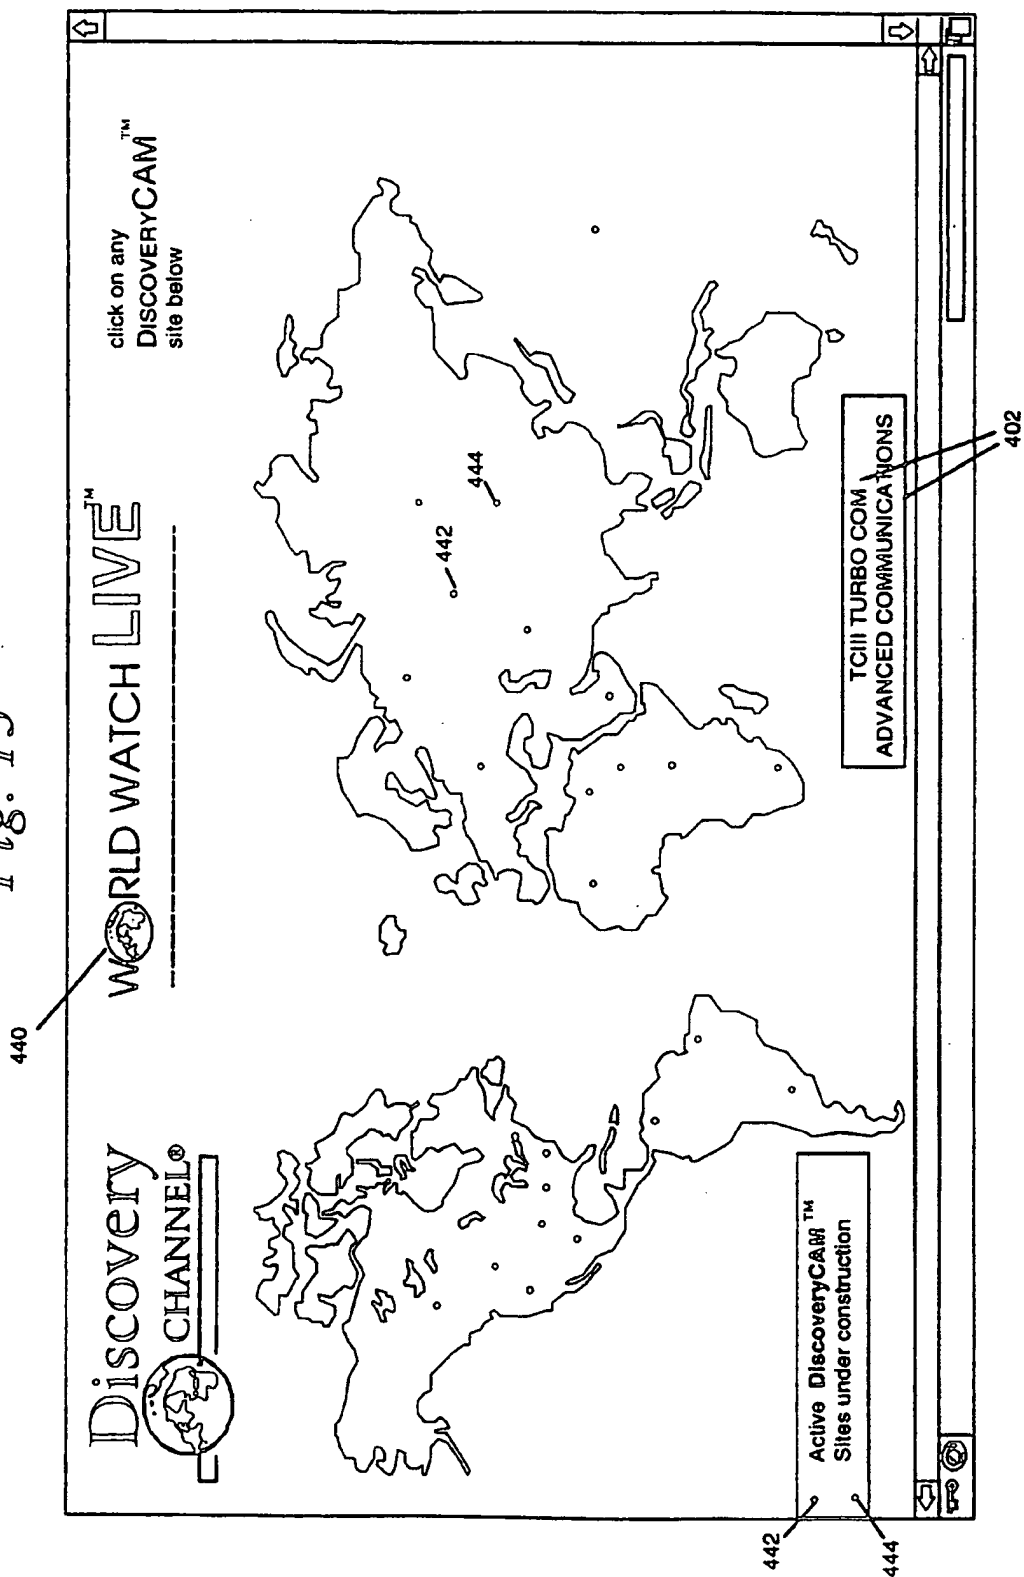 440
Discovery
CHANNEL®
WORLD WATCH LIVE™
click on any
DISCOVERYCAM™
site below
442
444
442
444
Active DiscoveryCAM™
Sites under construction
TCIII TURBO COM
ADVANCED COMMUNICATIONS
402